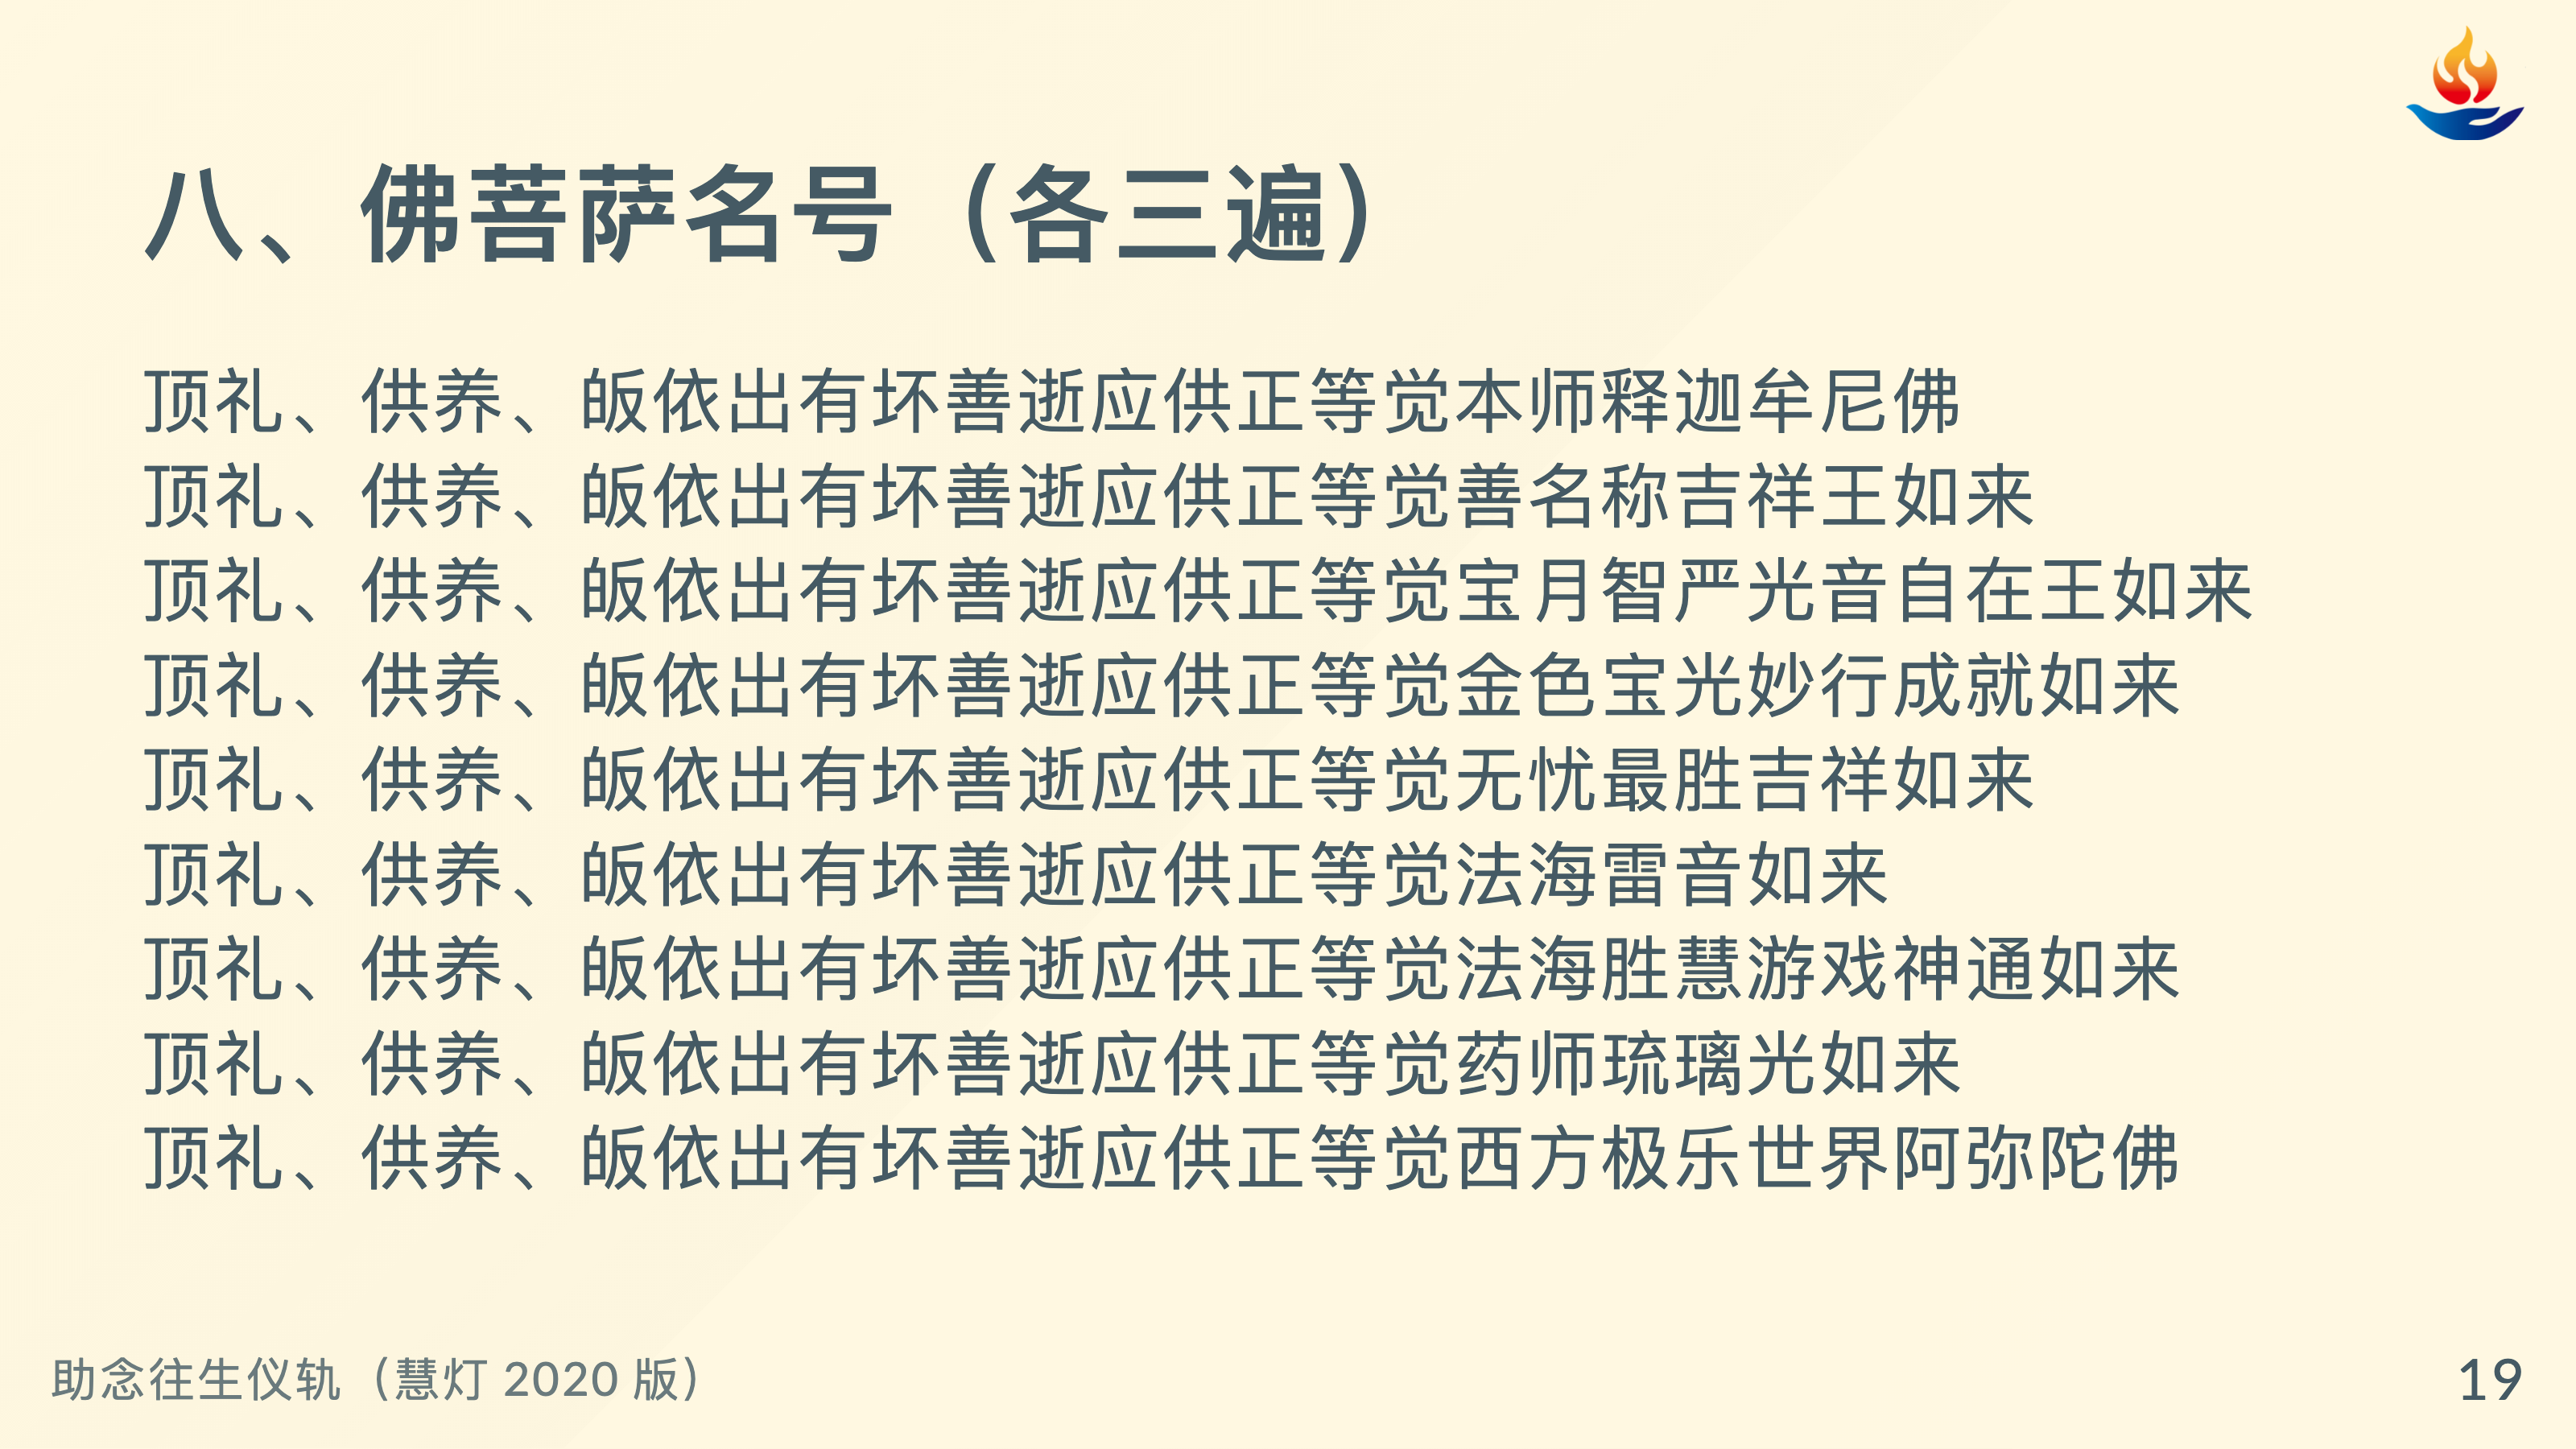 八、佛菩萨名号（各三遍）
顶礼、供养、皈依出有坏善逝应供正等觉本师释迦牟尼佛
顶礼、供养、皈依出有坏善逝应供正等觉善名称吉祥王如来
顶礼、供养、皈依出有坏善逝应供正等觉宝月智严光音自在王如来
顶礼、供养、皈依出有坏善逝应供正等觉金色宝光妙行成就如来
顶礼、供养、皈依出有坏善逝应供正等觉无忧最胜吉祥如来
顶礼、供养、皈依出有坏善逝应供正等觉法海雷音如来
顶礼、供养、皈依出有坏善逝应供正等觉法海胜慧游戏神通如来
顶礼、供养、皈依出有坏善逝应供正等觉药师琉璃光如来
顶礼、供养、皈依出有坏善逝应供正等觉西方极乐世界阿弥陀佛
助念往生仪轨（慧灯 2020 版）
19